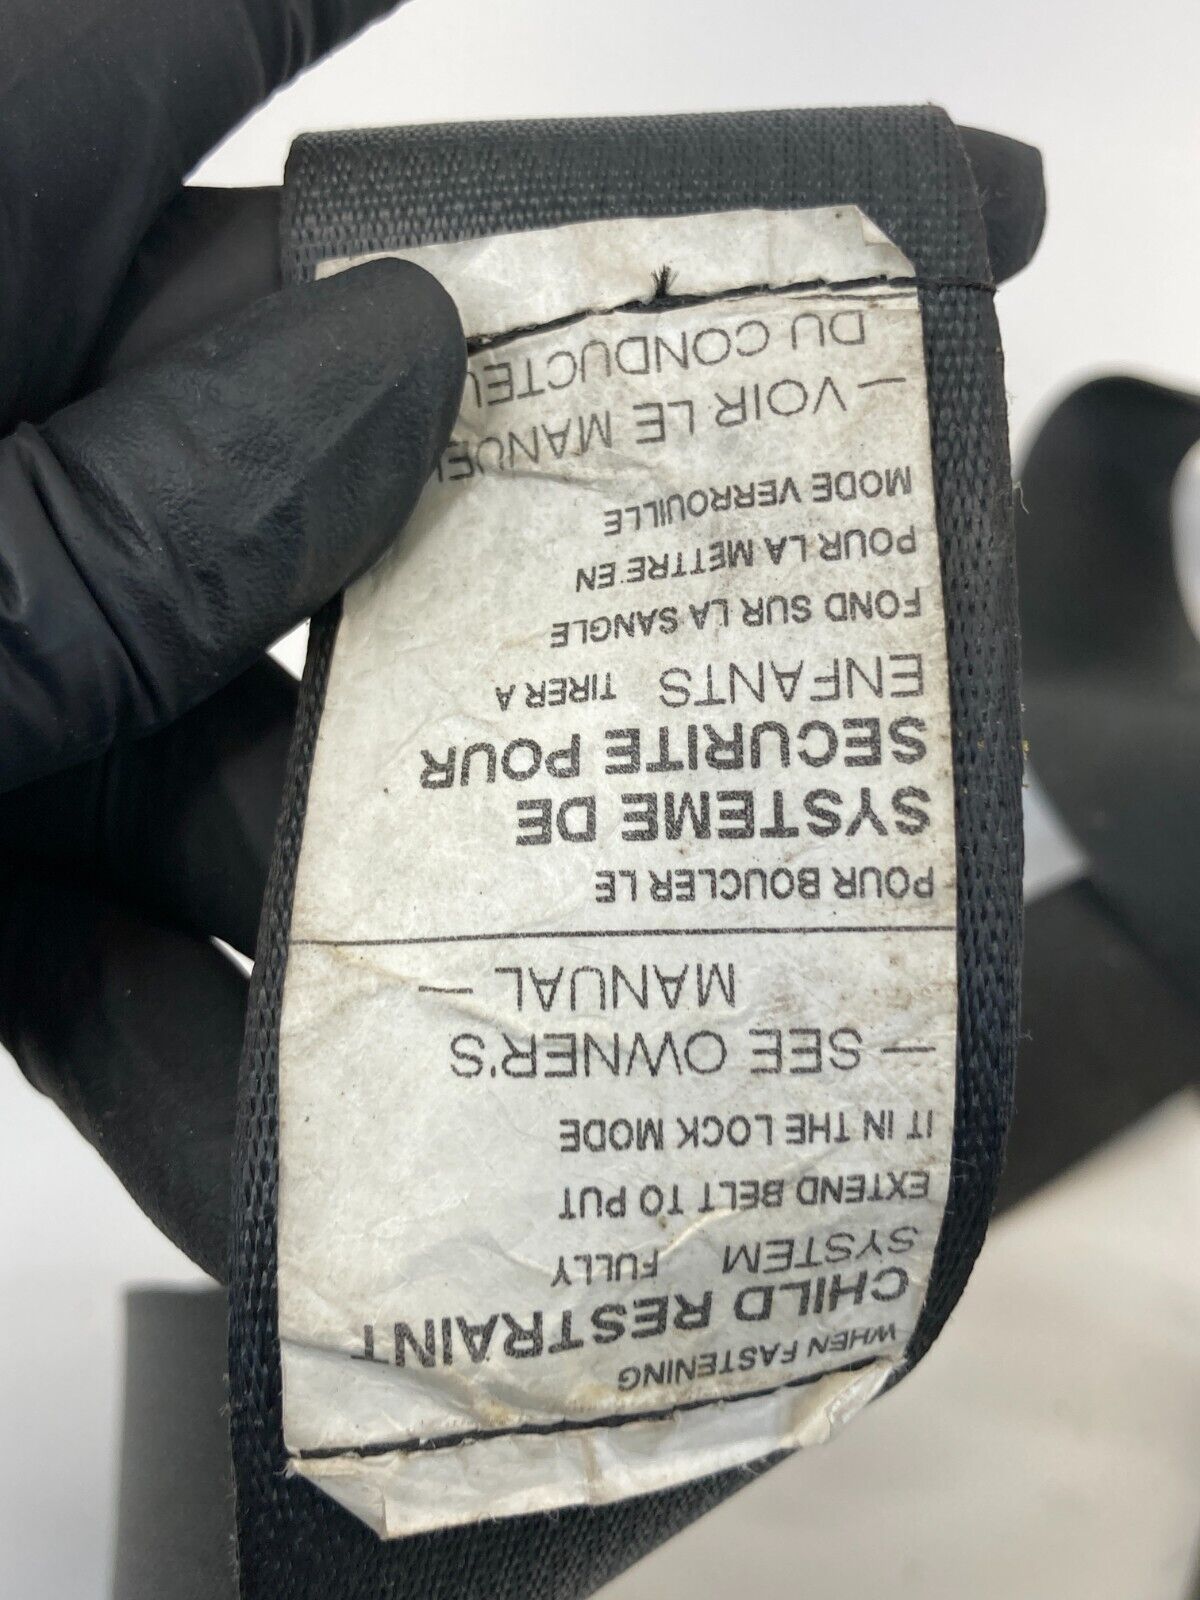 WHEN FASTENING
CHILD RESTRAINT
SYSTEM FULLY
EXTEND BELT TO PUT
IT IN THE LOCK MODE
— SEE OWNER'S
MANUAL —
POUR BOUCLER LE
SYSTEME DE
SECURITE POUR
ENFANTS TIRER A
FOND SUR LA SANGLE
POUR LA METTRE EN
MODE VERROUILLE
— VOIR LE MANUEL
DU